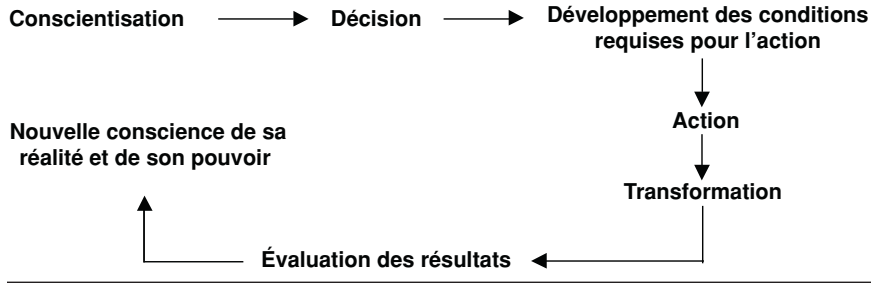 Conscientisation
Décision
Développement des conditions
requises pour l'action
Action
Transformation
Évaluation des résultats
Nouvelle conscience de sa
réalité et de son pouvoir